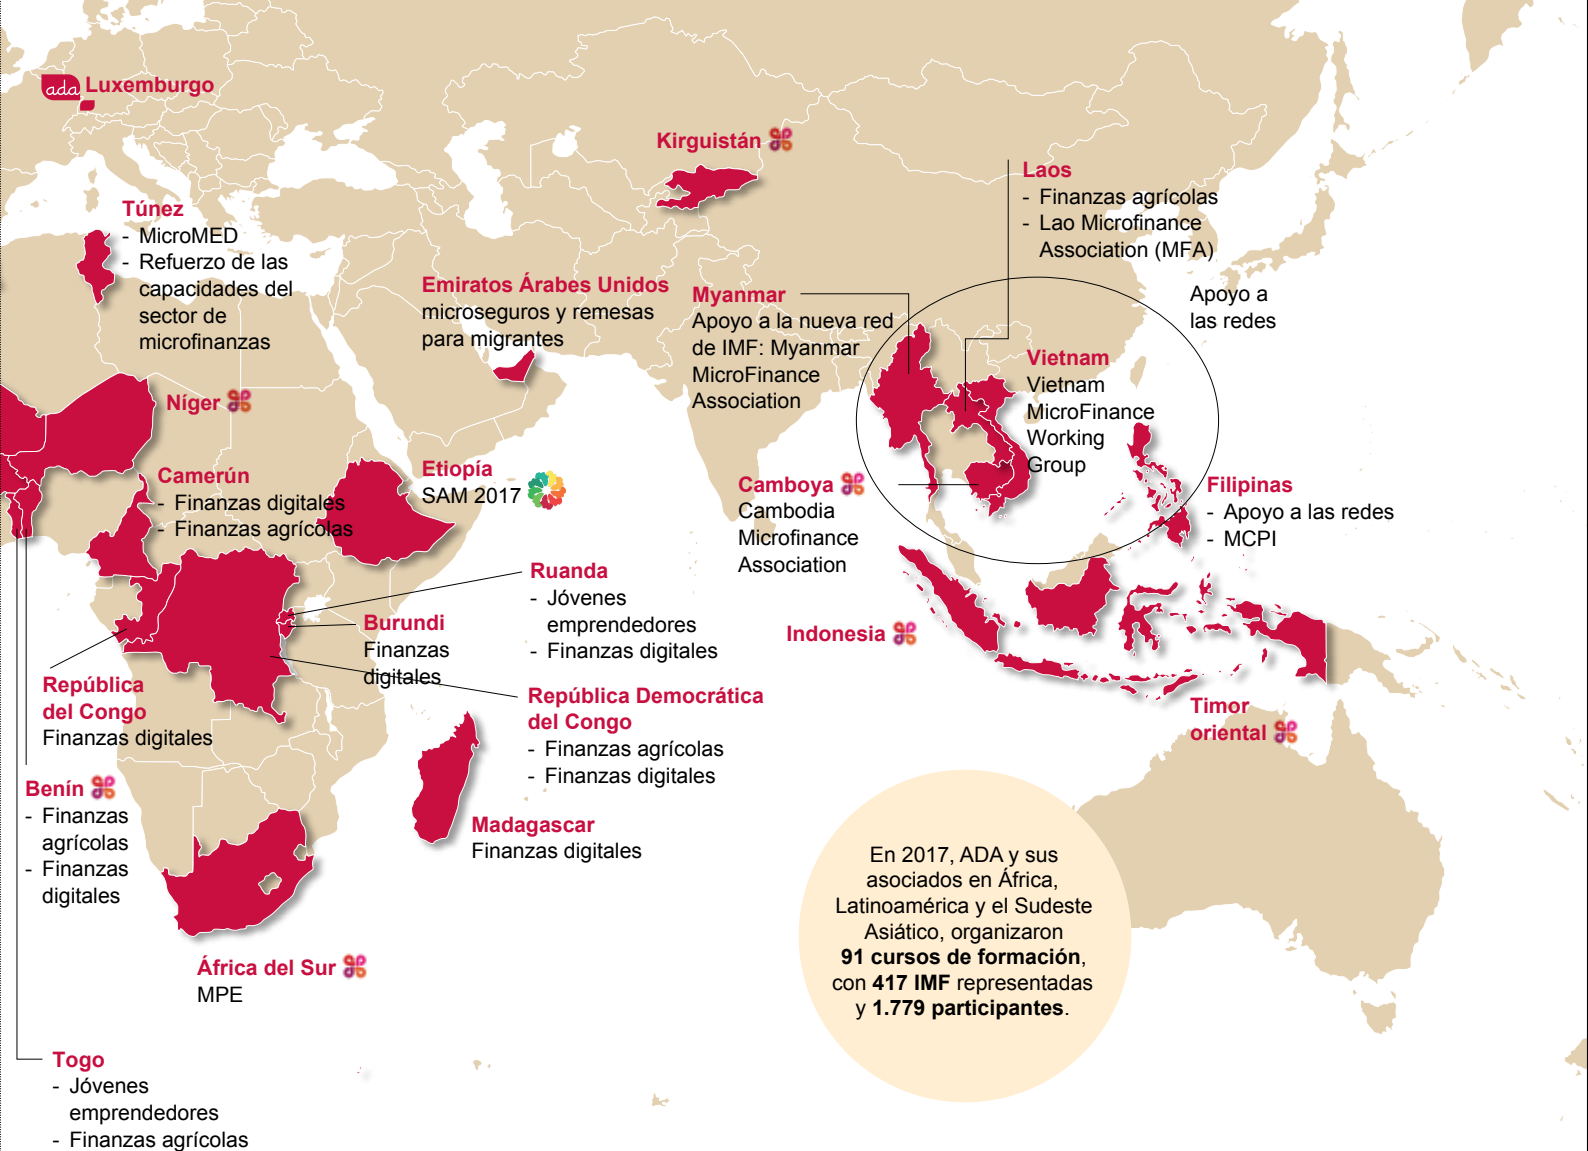 ada
Luxemburgo
Kirguistán
Túnez
- MicroMED
- Refuerzo de las
capacidades del
sector de
microfinanzas
Emiratos Árabes Unidos
microseguros y remesas
para migrantes
Myanmar
Apoyo a la nueva red
de IMF: Myanmar
MicroFinance
Association
Laos
- Finanzas agrícolas
- Lao Microfinance
Association (MFA)
Apoyo a
las redes
Vietnam
Vietnam
MicroFinance
Working
Group
Níger
Camerún
- Finanzas digitales
- Finanzas agrícolas
Etiopía
SAM 2017
Camboya
Cambodia
Microfinance
Association
Filipinas
- Apoyo a las redes
- MCPI
Ruanda
- Jóvenes
emprendedores
- Finanzas digitales
Burundi
Finanzas
digitales
Indonesia
República
del Congo
Finanzas digitales
República Democrática
del Congo
- Finanzas agrícolas
- Finanzas digitales
Timor
oriental
Benín
- Finanzas
agrícolas
- Finanzas
digitales
Madagascar
Finanzas digitales
África del Sur
MPE
En 2017, ADA y sus
asociados en África,
Latinoamérica y el Sudeste
Asiático, organizaron
91 cursos de formación,
con 417 IMF representadas
y 1.779 participantes.
Togo
- Jóvenes
emprendedores
- Finanzas agrícolas